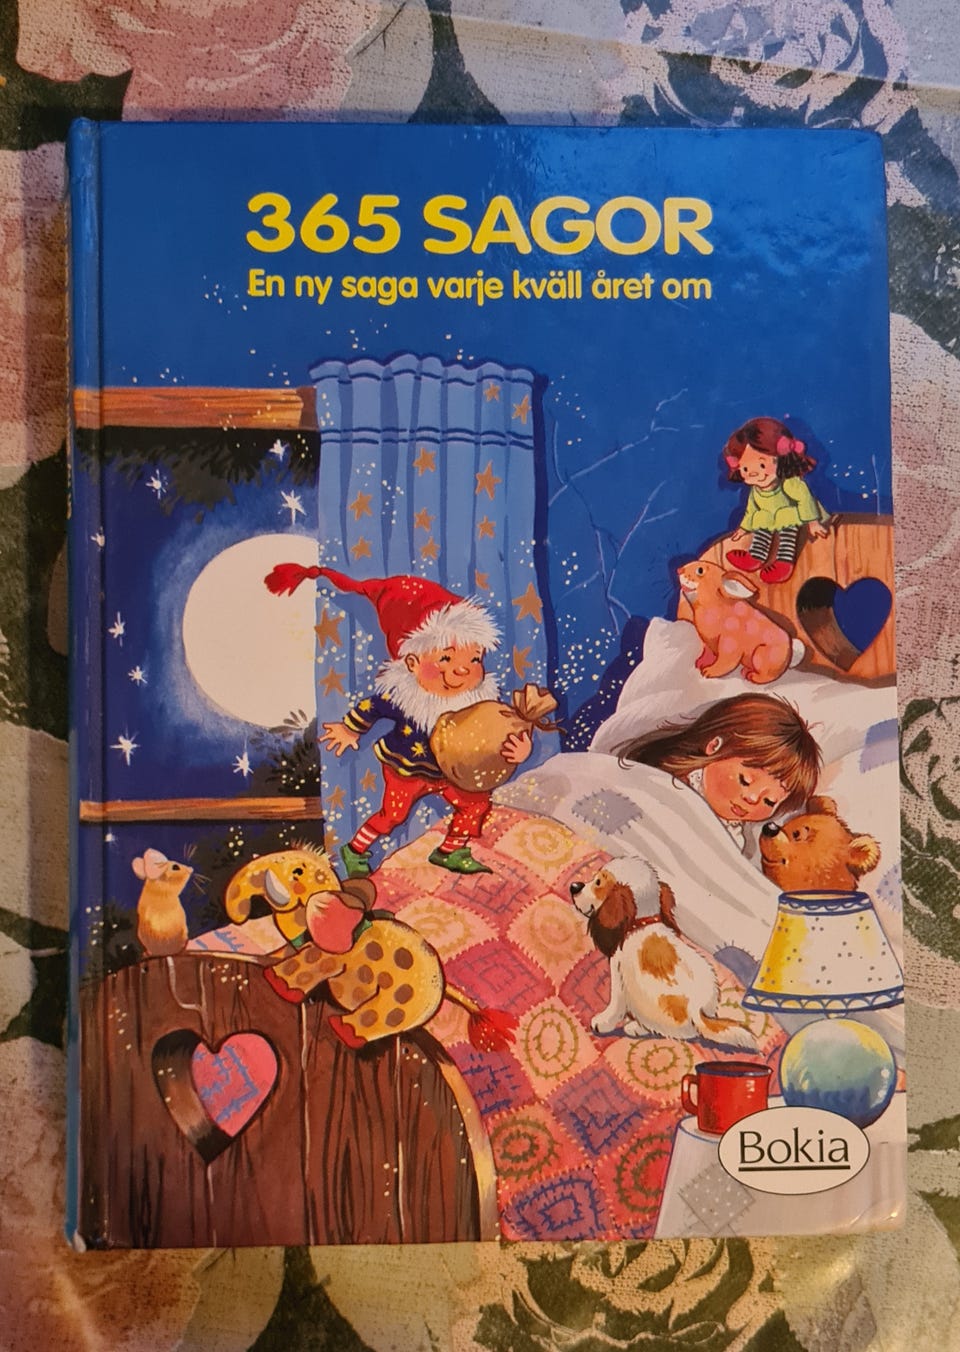 365 SAGOR
En ny saga varje kväll året om
Bokia